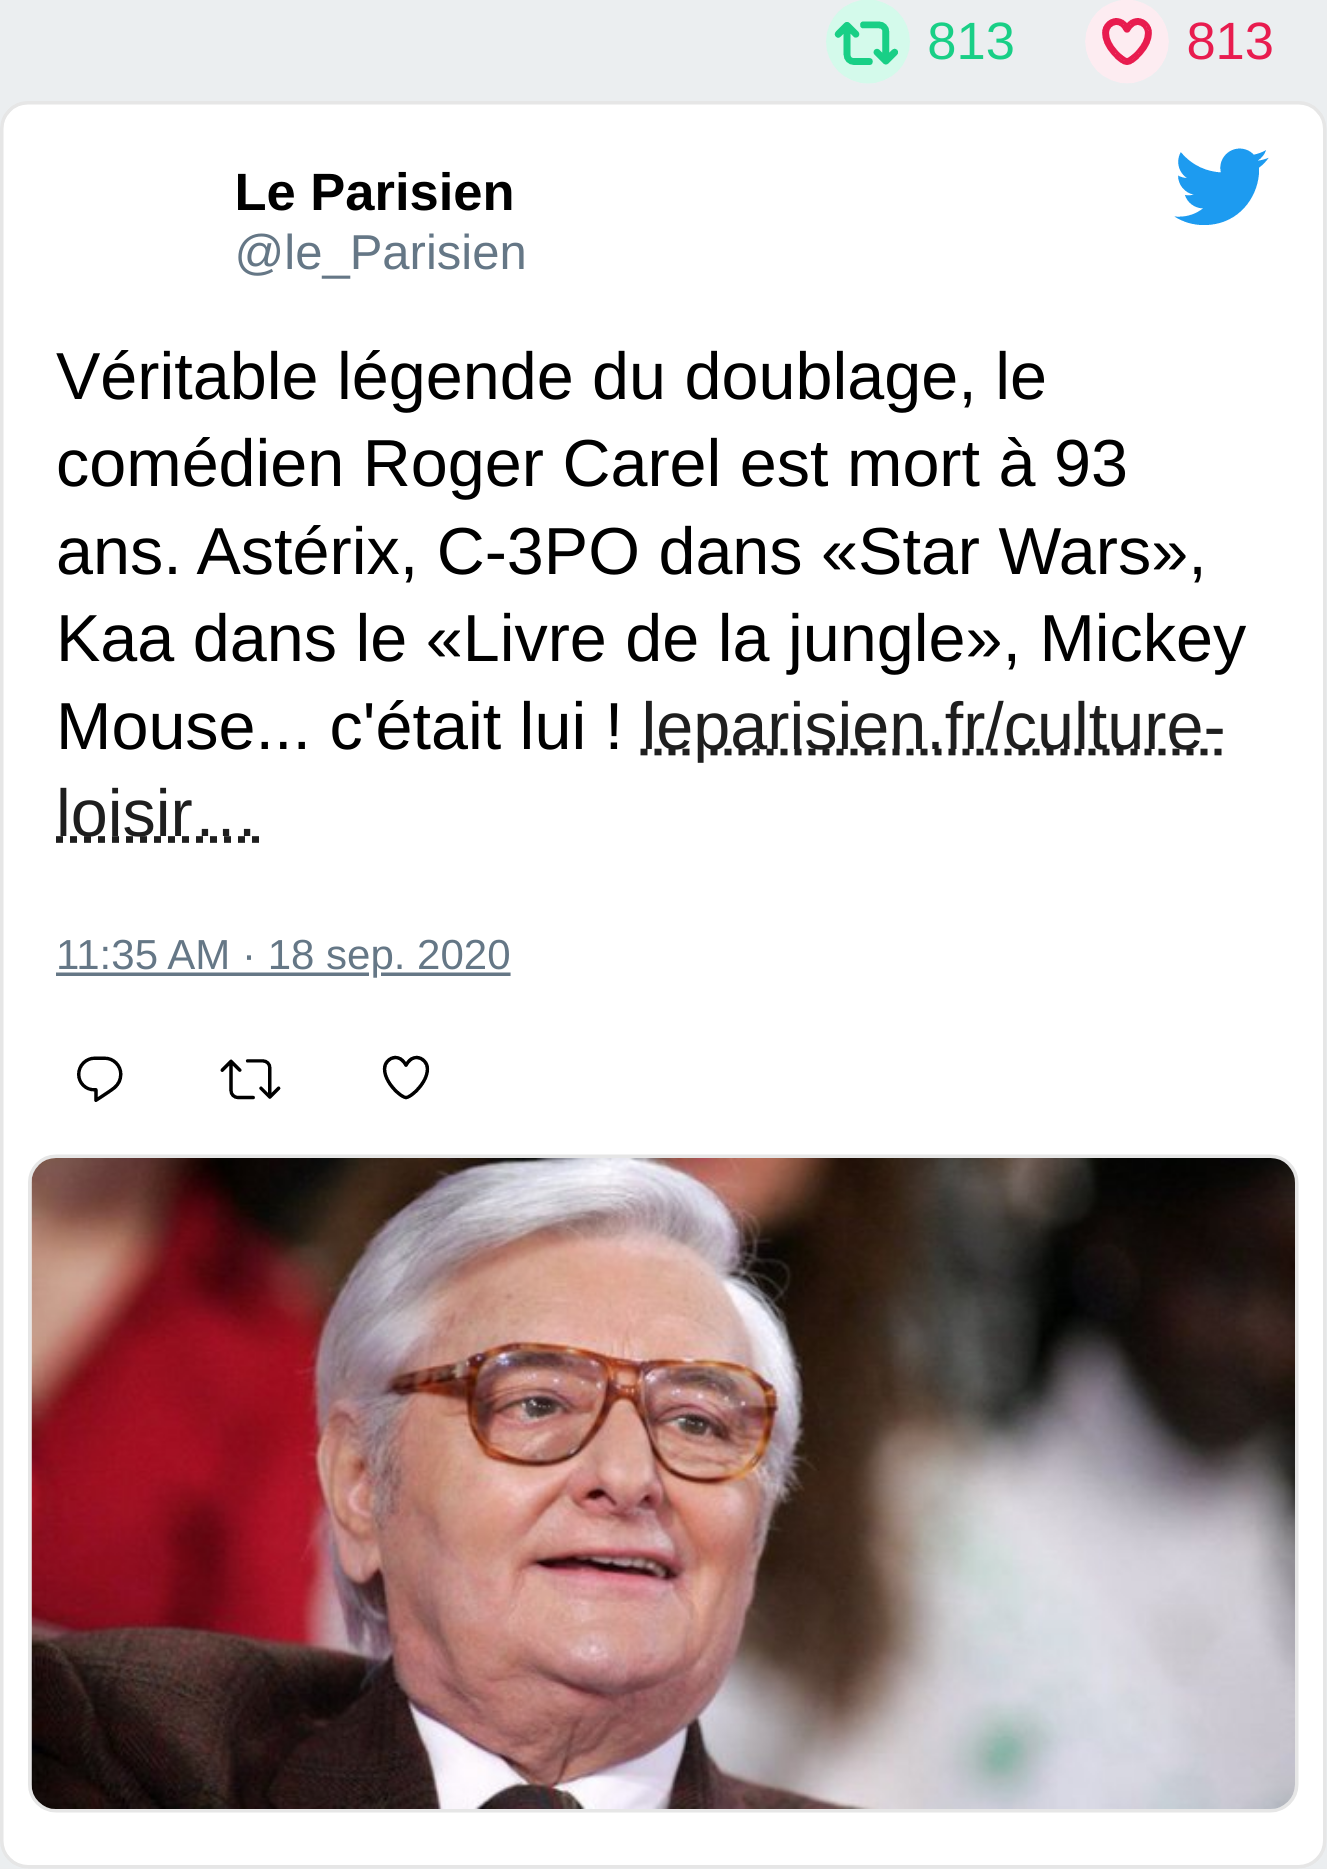 813 813
Le Parisien
@le_Parisien
Véritable légende du doublage, le
comédien Roger Carel est mort à 93
ans. Astérix, C-3PO dans «Star Wars»,
Kaa dans le «Livre de la jungle», Mickey
Mouse... c'était lui ! leparisien.fr/culture-
loisir…
11:35 AM · 18 sep. 2020